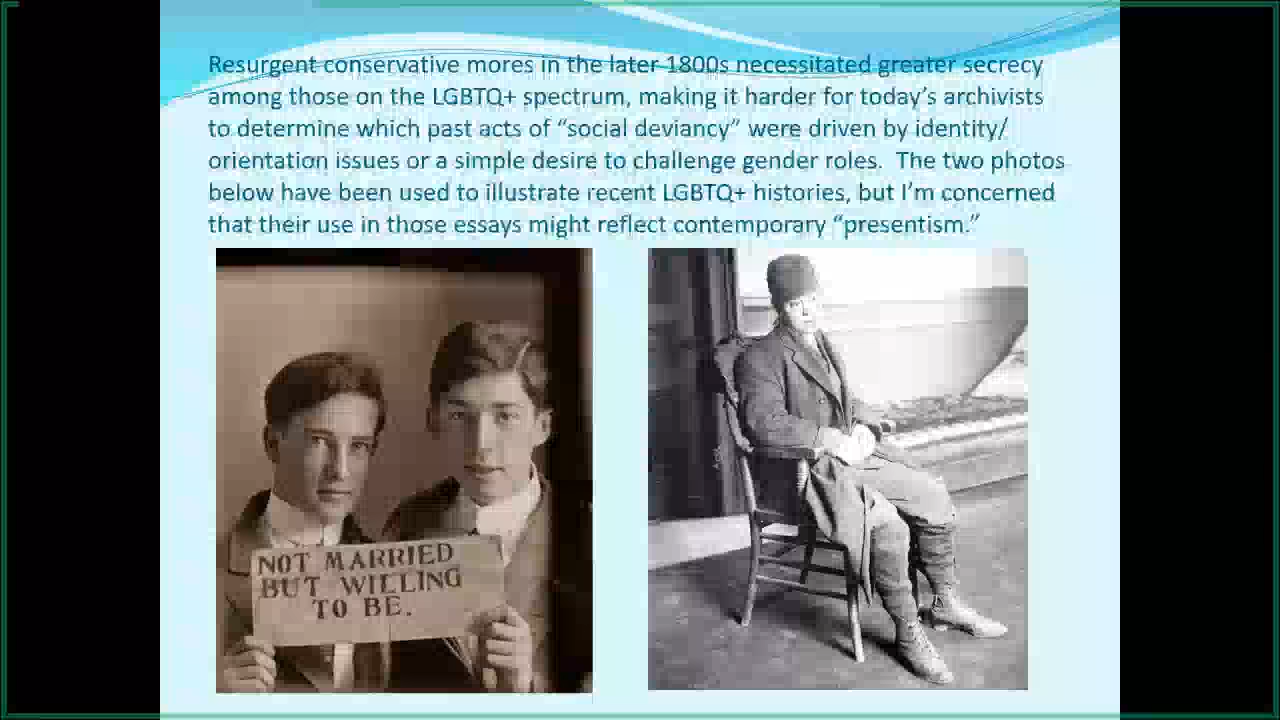 Resurgent conservative mores in the later 1800s necessitated greater secrecy
among those on the LGBTQ+ spectrum, making it harder for today’s archivists
to determine which past acts of “social deviancy” were driven by identity/
orientation issues or a simple desire to challenge gender roles.  The two photos
below have been used to illustrate recent LGBTQ+ histories, but I’m concerned
that their use in those essays might reflect contemporary “presentism.”
NOT MARRIED
BUT WILLING
TO BE.